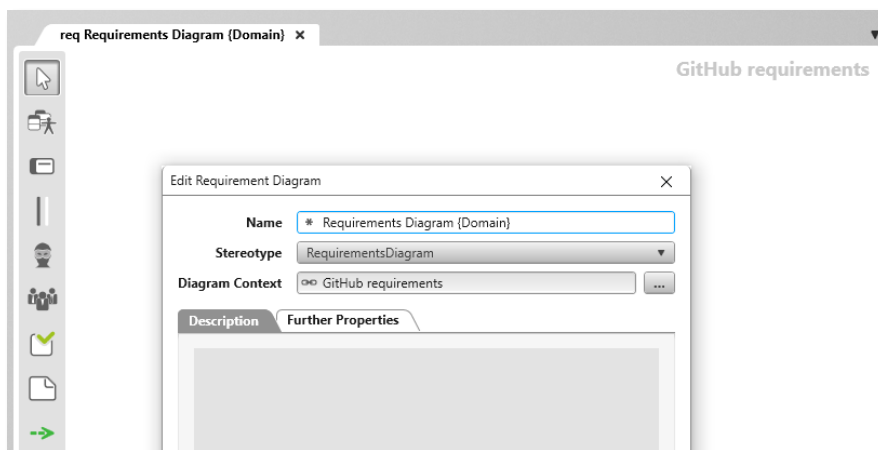 req Requirements Diagram {Domain}
GitHub requirements
Edit Requirement Diagram
Name * Requirements Diagram {Domain}
Stereotype RequirementsDiagram
Diagram Context GitHub requirements ...
Description Further Properties